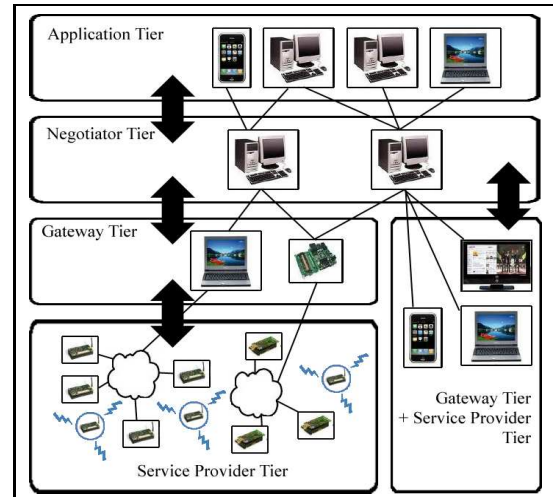 Application Tier
Negotiator Tier
Gateway Tier
Gateway Tier
+ Service Provider
Tier
Service Provider Tier